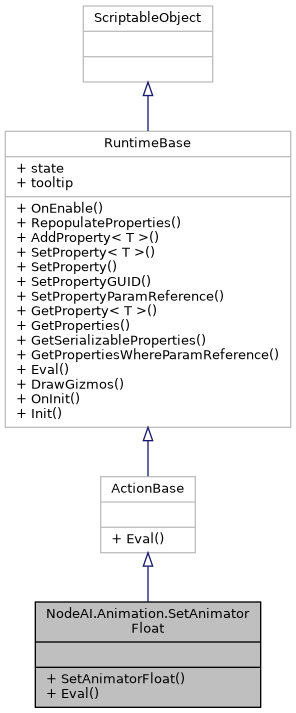 ScriptableObject
RuntimeBase
+ state
+ tooltip
+ OnEnable()
+ RepopulateProperties()
+ AddProperty< T >()
+ SetProperty< T >()
+ SetProperty()
+ SetPropertyGUID()
+ SetPropertyParamReference()
+ GetProperty< T >()
+ GetProperties()
+ GetSerializableProperties()
+ GetPropertiesWhereParamReference()
+ Eval()
+ DrawGizmos()
+ OnInit()
+ Init()
ActionBase
+ Eval()
NodeAI.Animation.SetAnimator
Float
+ SetAnimatorFloat()
+ Eval()